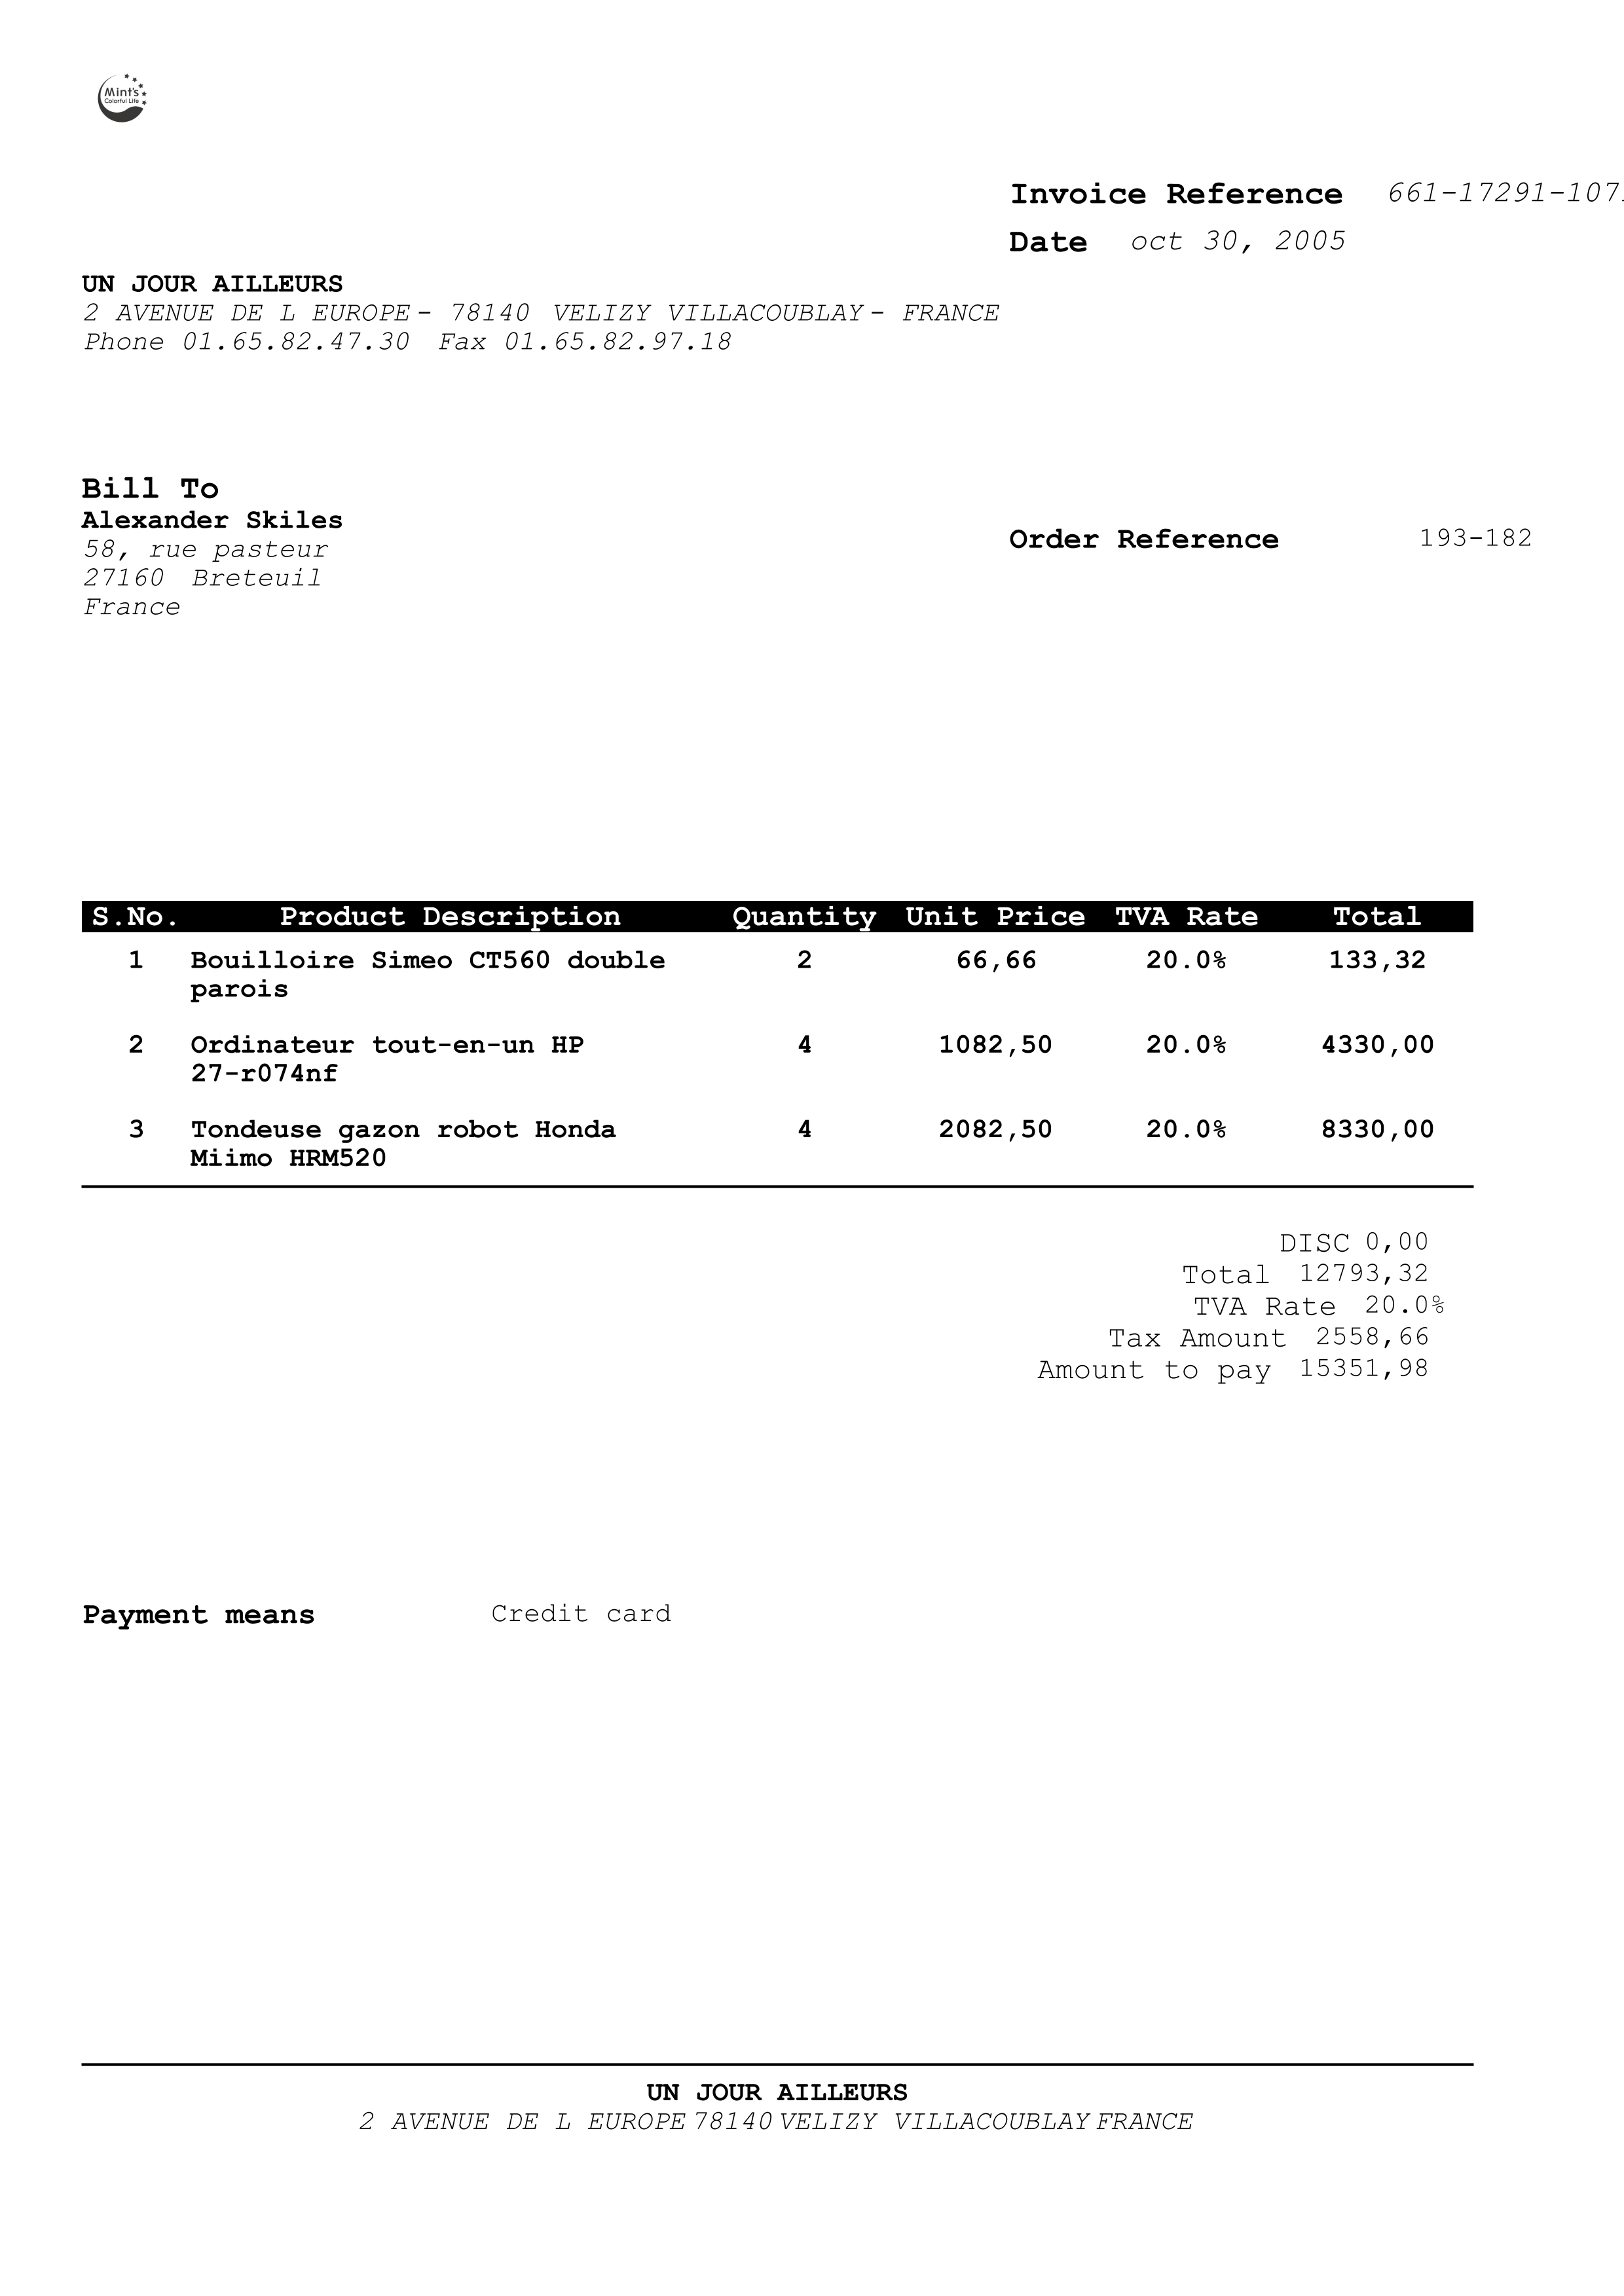 Mint's
Colorful Life
Invoice Reference 661-17291-107
Date oct 30, 2005
UN JOUR AILLEURS
2 AVENUE DE L EUROPE - 78140 VELIZY VILLACOUBLAY - FRANCE
Phone 01.65.82.47.30 Fax 01.65.82.97.18
Bill To
Alexander Skiles
58, rue pasteur
27160 Breteuil
France
Order Reference 193-182
S.No. Product Description Quantity Unit Price TVA Rate Total
1 Bouilloire Simeo CT560 double 2 66,66 20.0% 133,32
parois
2 Ordinateur tout-en-un HP 4 1082,50 20.0% 4330,00
27-r074nf
3 Tondeuse gazon robot Honda 4 2082,50 20.0% 8330,00
Miimo HRM520
DISC 0,00
Total 12793,32
TVA Rate 20.0%
Tax Amount 2558,66
Amount to pay 15351,98
Payment means Credit card
UN JOUR AILLEURS
2 AVENUE DE L EUROPE 78140 VELIZY VILLACOUBLAY FRANCE